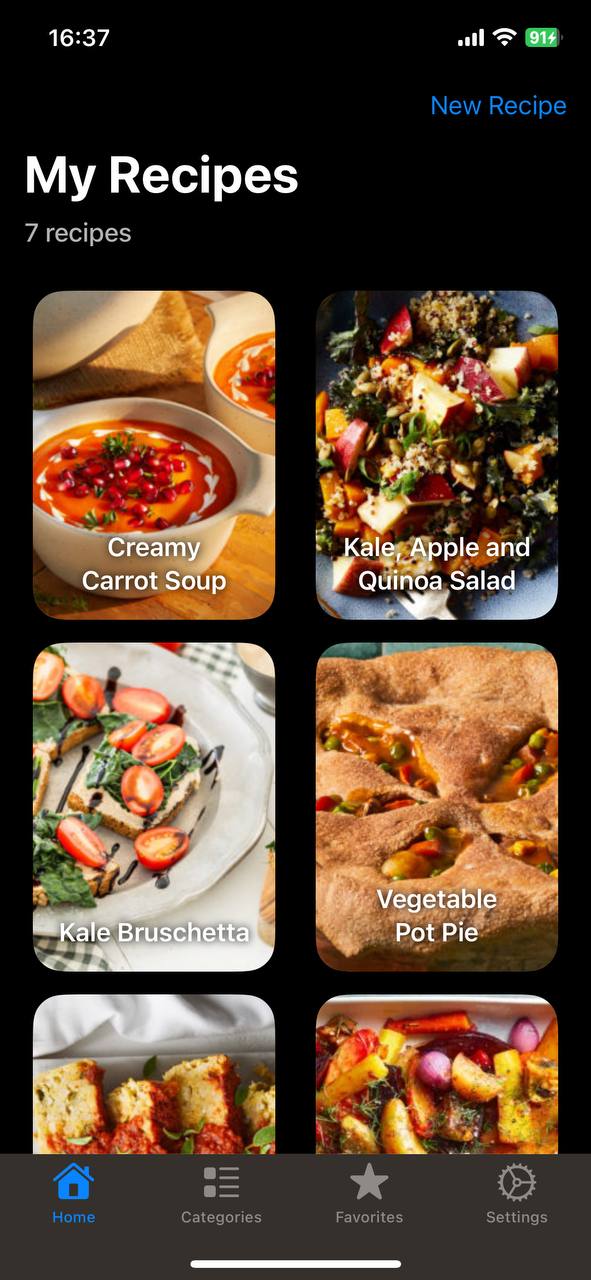 16:37
91
New Recipe
My Recipes
7 recipes
Creamy
Carrot Soup
Kale, Apple and
Quinoa Salad
Kale Bruschetta
Vegetable
Pot Pie
Home
Categories
Favorites
Settings